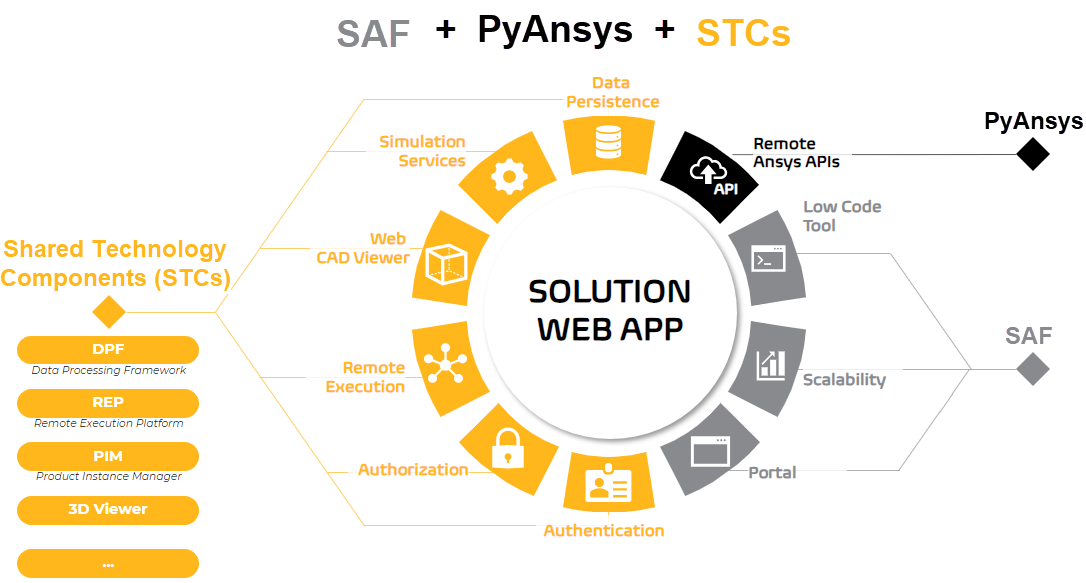 SAF + PyAnsys + STCs
Data
Persistence
Simulation
Services
Web
CAD Viewer
Remote
Execution
Authorization
Authentication
Remote
Ansys APIs
API
Low Code
Tool
Scalability
Portal
SOLUTION
WEB APP
PyAnsys
SAF
Shared Technology
Components (STCs)
DPF
Data Processing Framework
REP
Remote Execution Platform
PIM
Product Instance Manager
3D Viewer
...